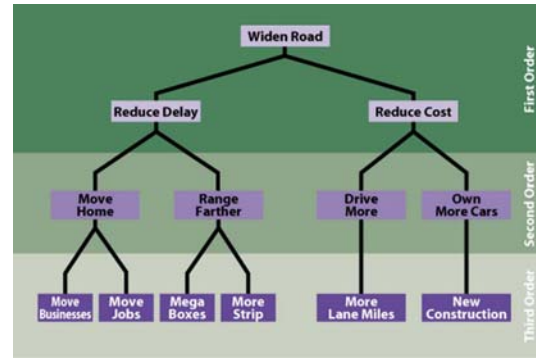 Widen Road
First Order
Reduce Delay
Reduce Cost
Second Order
Move
Home
Range
Farther
Drive
More
Own
More Cars
Third Order
Move
Businesses
Move
Jobs
Mega
Boxes
More
Strip
More
Lane Miles
New
Construction